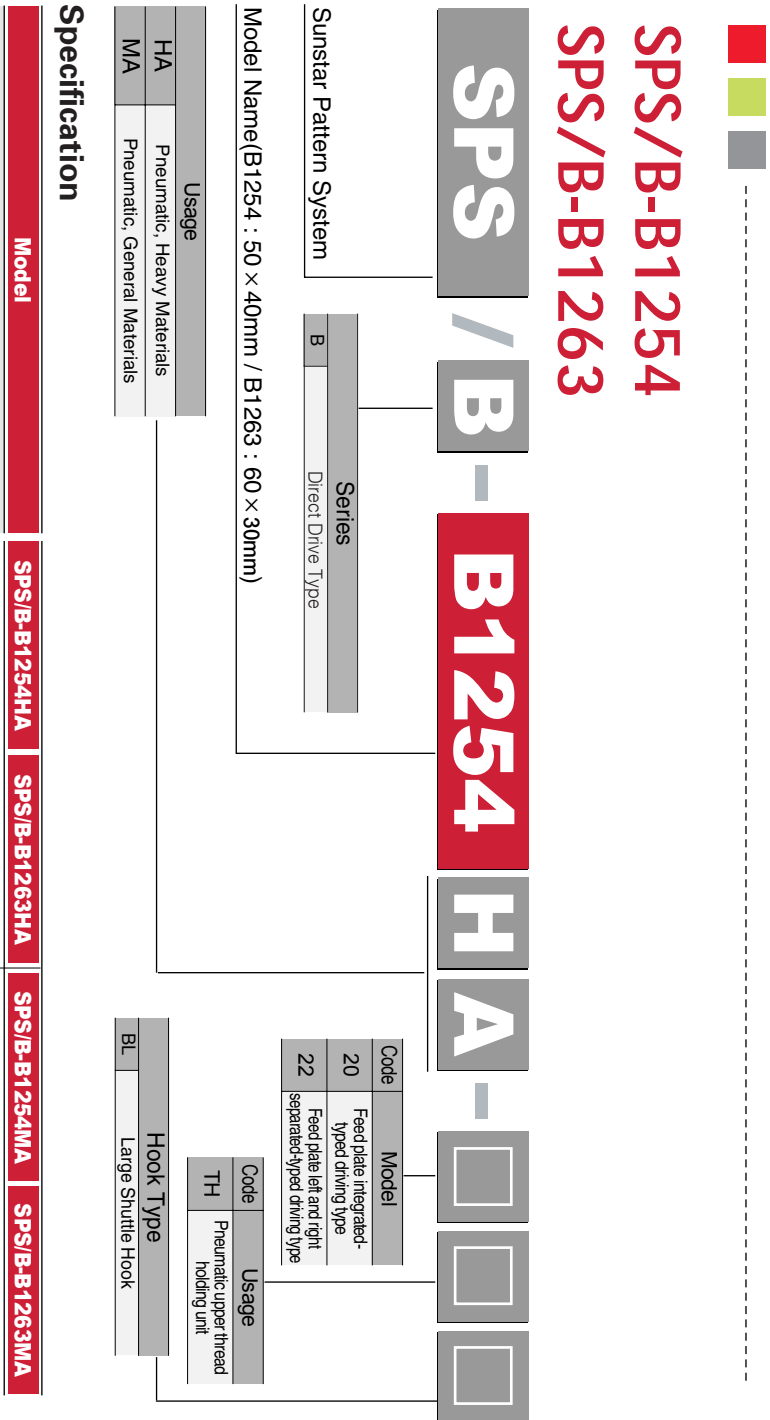 SPS/B-B1254
SPS/B-B1263
SPS / B - B1254 H A - □ □ □
Sunstar Pattern System
Series
B Direct Drive Type
Model Name(B1254 : 50 × 40mm / B1263 : 60 × 30mm)
Usage
HA Pneumatic, Heavy Materials
MA Pneumatic, General Materials
Code Model
20 Feed plate integrated-
typed driving type
22 Feed plate left and right
separated-typed driving type
Code Usage
TH Pneumatic upper thread
holding unit
Hook Type
BL Large Shuttle Hook
Specification
Model SPS/B-B1254HA SPS/B-B1263HA SPS/B-B1254MA SPS/B-B1263MA